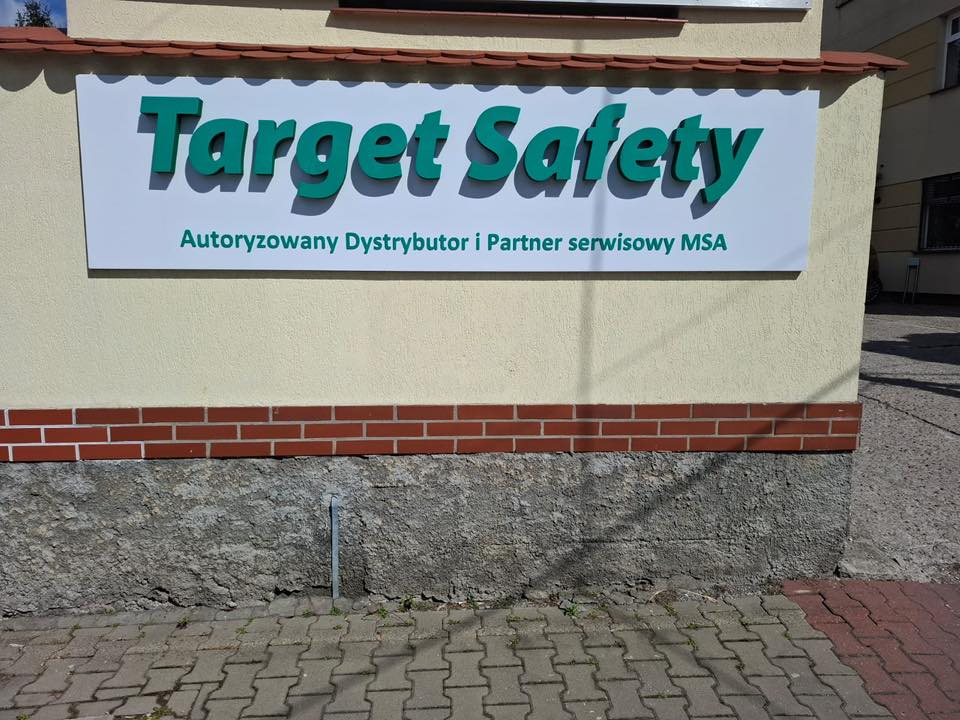 Target Safety
Autoryzowany Dystrybutor i Partner serwisowy MSA